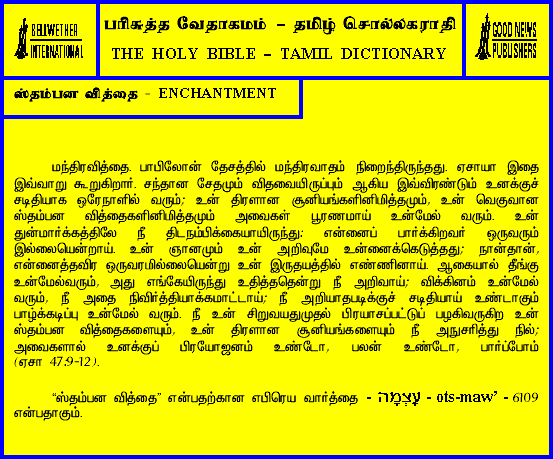 BELLWETHER
INTERNATIONAL
பரிசுத்த வேதாகமம் – தமிழ் சொல்லகராதி
THE HOLY BIBLE – TAMIL DICTIONARY
GOOD NEWS
PUBLISHERS
ஸ்தம்பன வித்தை - ENCHANTMENT
மந்திரவித்தை. பாபிலோன் தேசத்தில் மந்திரவாதம் நிறைந்திருந்தது. ஏசாயா இதை
இவ்வாறு கூறுகிறார். சந்தான சேதமும் விதவையிருப்பும் ஆகிய இவ்விரண்டும் உனக்குச்
சடிதியாக ஒரேநாளில் வரும்; உன் திரளான சூனியங்களினிமித்தமும், உன் வெகுவான
ஸ்தம்பன வித்தைகளினிமித்தமும் அவைகள் பூரணமாய் உன்மேல் வரும். உன்
துன்மார்க்கத்திலே நீ திடநம்பிக்கையாயிருந்து: என்னைப் பார்க்கிறவர் ஒருவரும்
இல்லையென்றாய். உன் ஞானமும் உன் அறிவுமே உன்னைக்கெடுத்தது; நான்தான்,
என்னைத்தவிர ஒருவரமில்லையென்று உன் இருதயத்தில் எண்ணினாய். ஆகையால் தீங்கு
உன்மேல்வரும், அது எங்கேயிருந்து உதித்ததென்று நீ அறிவாய்; விக்கினம் உன்மேல்
வரும், நீ அதை நிவிர்த்தியாக்கமாட்டாய்; நீ அறியாதபடிக்குச் சடிதியாய் உண்டாகும்
பாழ்க்கடிப்பு உன்மேல் வரும். நீ உன் சிறுவயதுமுதல் பிரயாசப்பட்டுப் பழகிவருகிற உன்
ஸ்தம்பன வித்தைகளையும், உன் திரளான சூனியங்களையும் நீ அநுசரித்து நில்;
அவைகளால் உனக்குப் பிரயோஜனம் உண்டோ, பலன் உண்டோ, பார்ப்போம்
(ஏசா 47:9-12).
“ஸ்தம்பன வித்தை” என்பதற்கான எபிரெய வார்த்தை - עָצְמָה - ots-maw’ - 6109
என்பதாகும்.